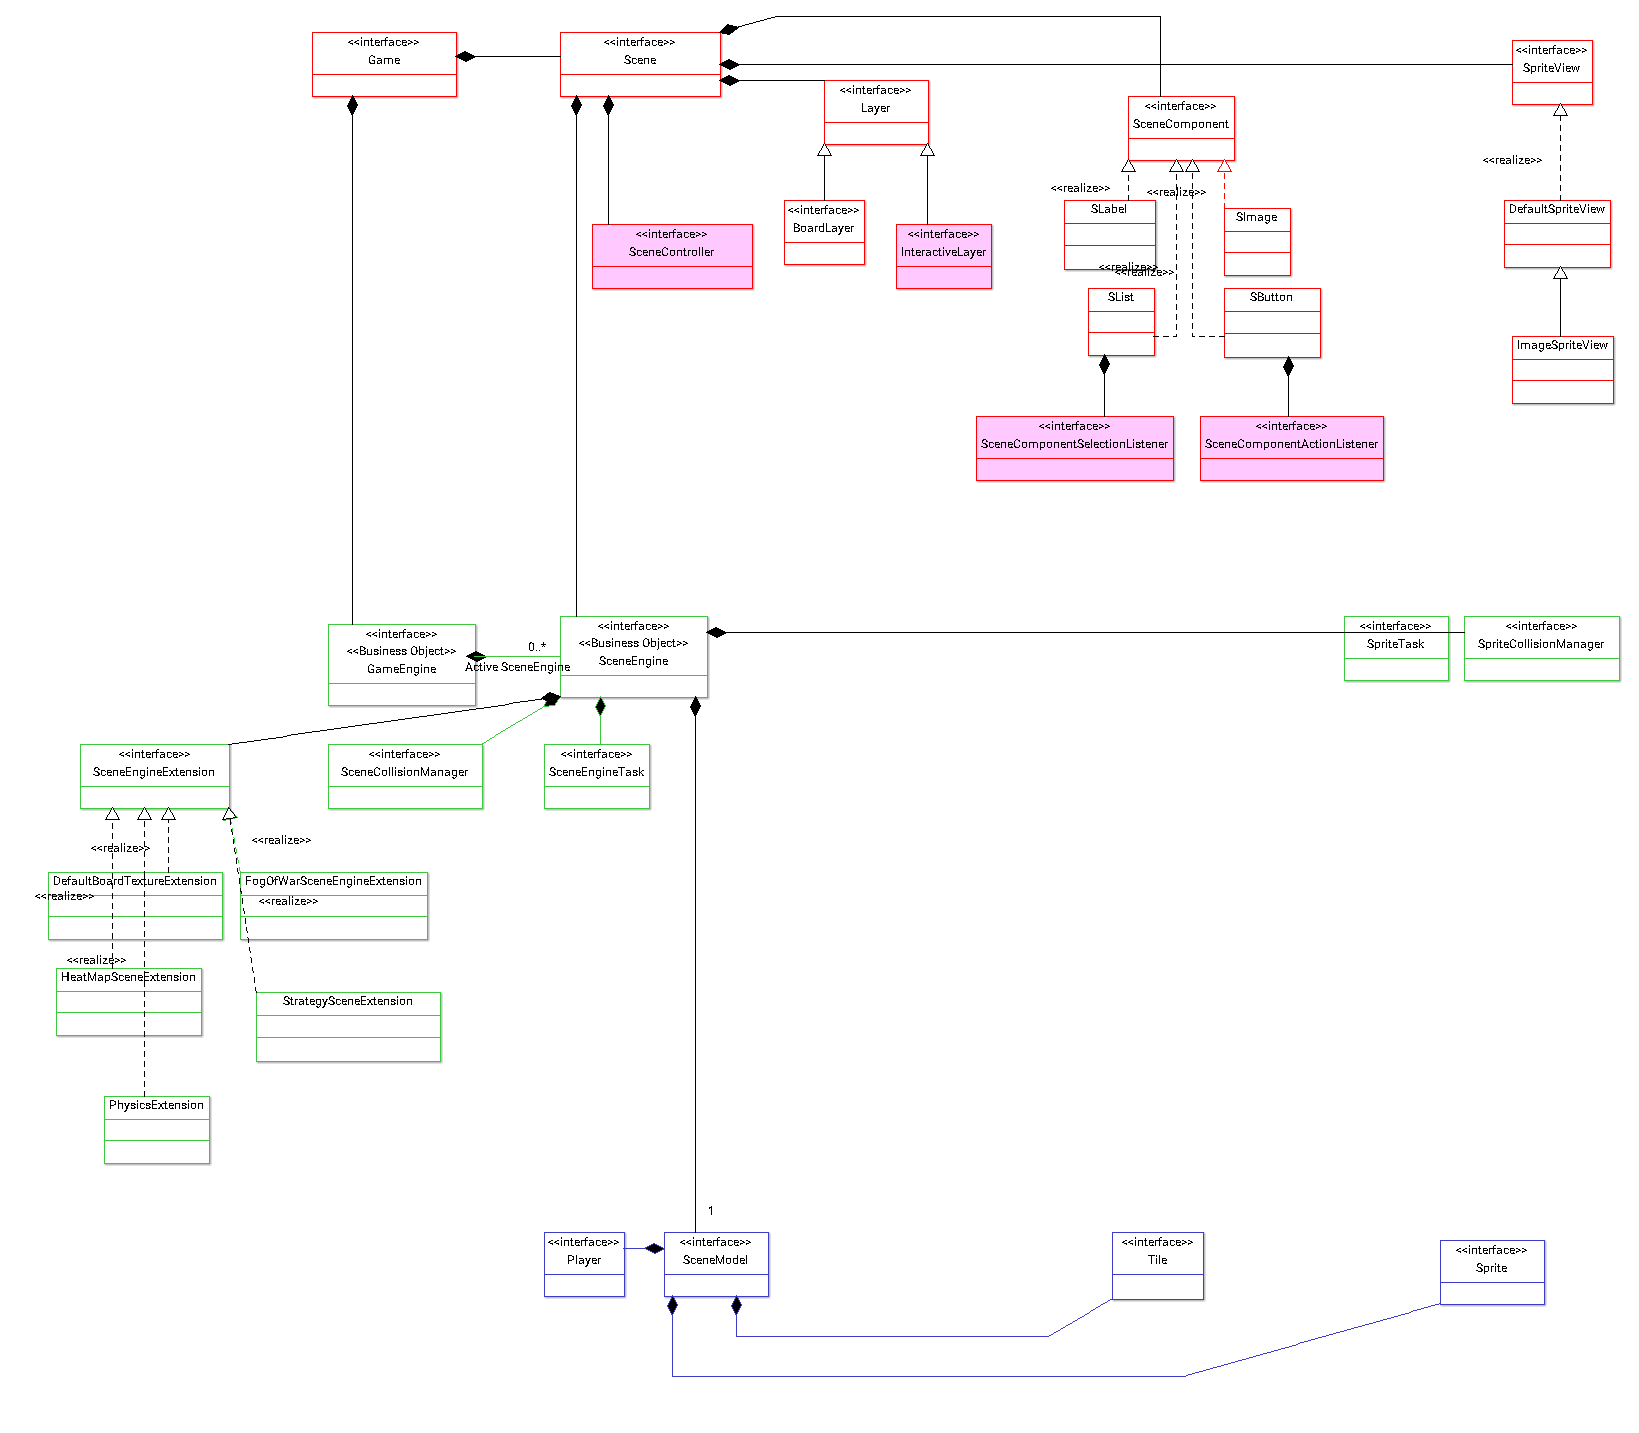 <<interface>>
Game
<<interface>>
Scene
<<interface>>
SpriteView
<<interface>>
Layer
<<interface>>
SceneComponent
<<realize>>
<<realize>>
<<realize>>
<<interface>>
BoardLayer
<<interface>>
SceneController
<<interface>>
InteractiveLayer
SLabel
SImage
DefaultSpriteView
<<realize>>
<<realize>>
SList
SButton
ImageSpriteView
<<interface>>
SceneComponentSelectionListener
<<interface>>
SceneComponentActionListener
<<interface>>
<<Business Object>>
GameEngine
0..*
Active SceneEngine
<<interface>>
<<Business Object>>
SceneEngine
<<interface>>
SpriteTask
<<interface>>
SpriteCollisionManager
<<interface>>
SceneEngineExtension
<<interface>>
SceneCollisionManager
<<interface>>
SceneEngineTask
<<realize>>
<<realize>>
DefaultBoardTextureExtension
FogOfWarSceneEngineExtension
<<realize>>
<<realize>>
<<realize>>
HeatMapSceneExtension
StrategySceneExtension
PhysicsExtension
1
<<interface>>
Player
<<interface>>
SceneModel
<<interface>>
Tile
<<interface>>
Sprite